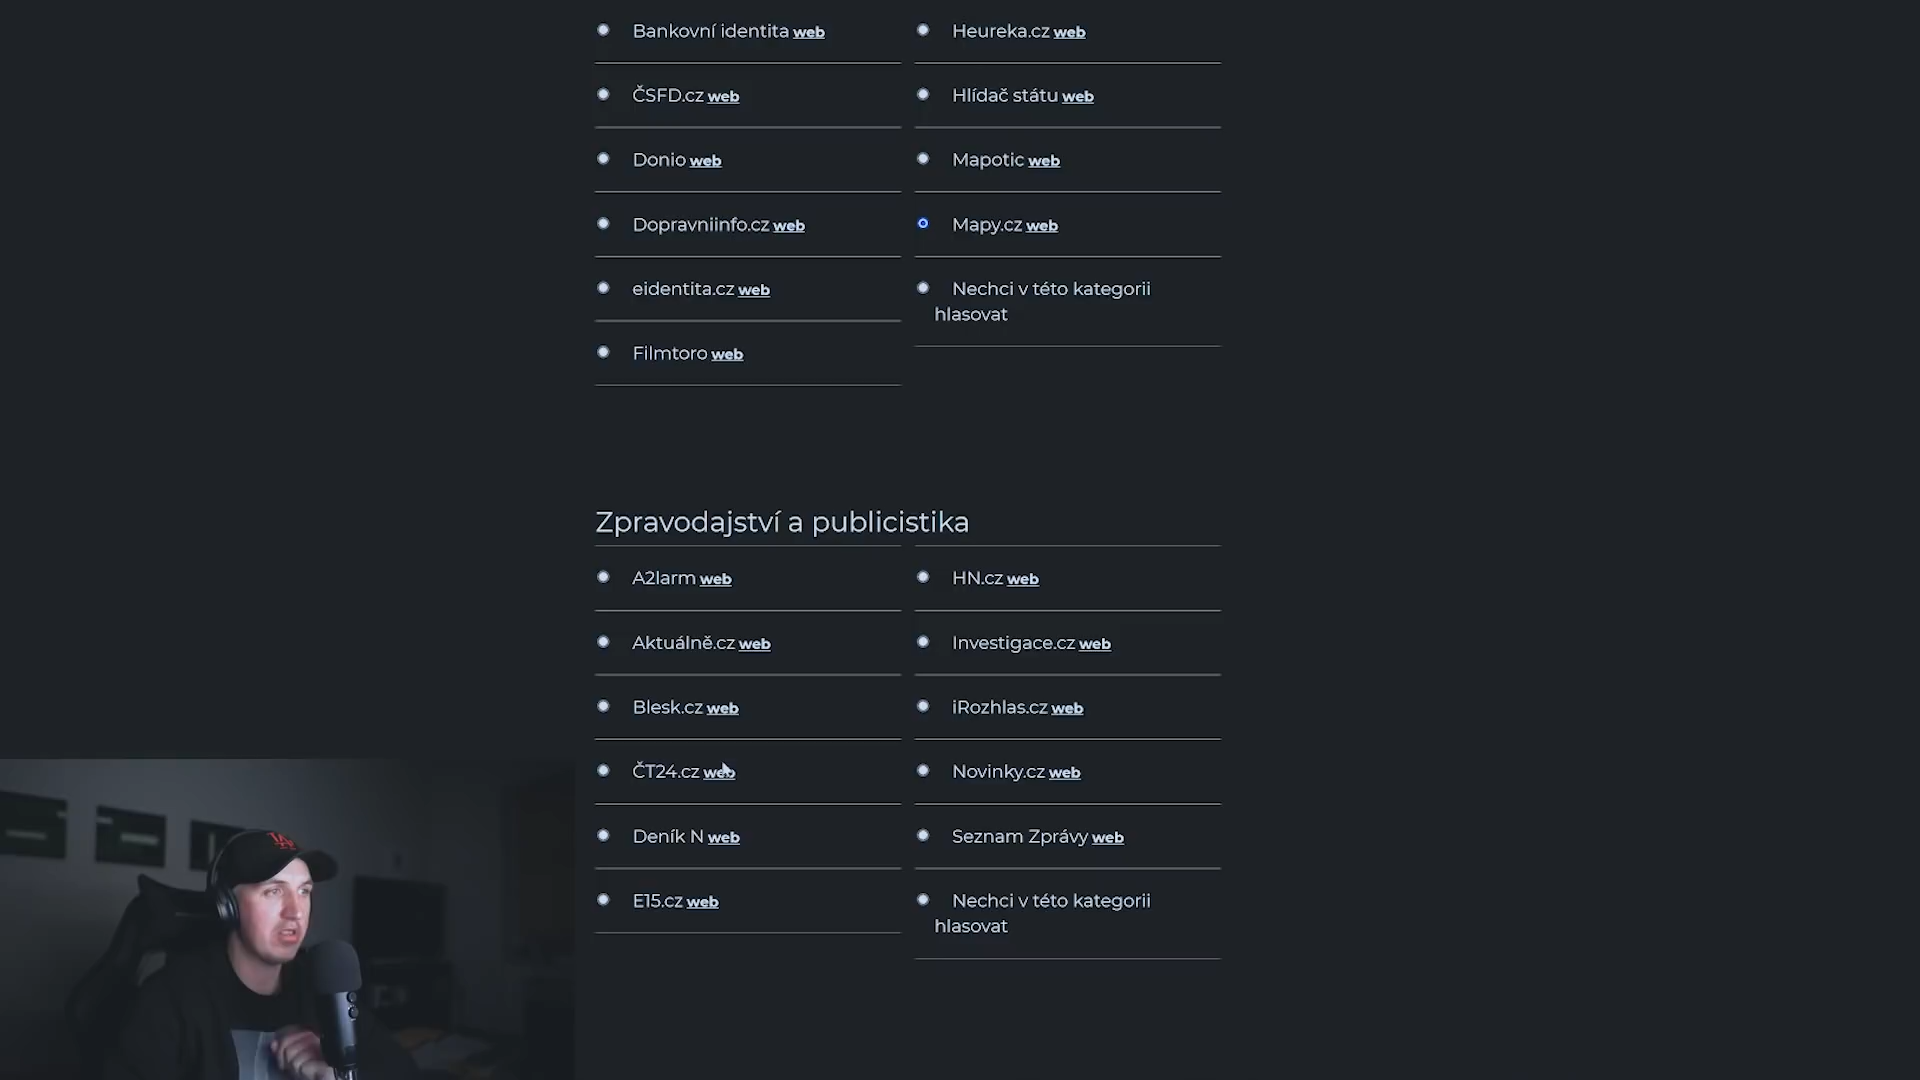 Bankovní identita web
ČSFD.cz web
Donio web
Dopravniinfo.cz web
eidentita.cz web
Filmtoro web
Heureka.cz web
Hlídač státu web
Mapotic web
Mapy.cz web
Nechci v této kategorii
hlasovat
Zpravodajství a publicistika
A2larm web
Aktuálně.cz web
Blesk.cz web
ČT24.cz web
Deník N web
E15.cz web
HN.cz web
Investigace.cz web
iRozhlas.cz web
Novinky.cz web
Seznam Zprávy web
Nechci v této kategorii
hlasovat
LA